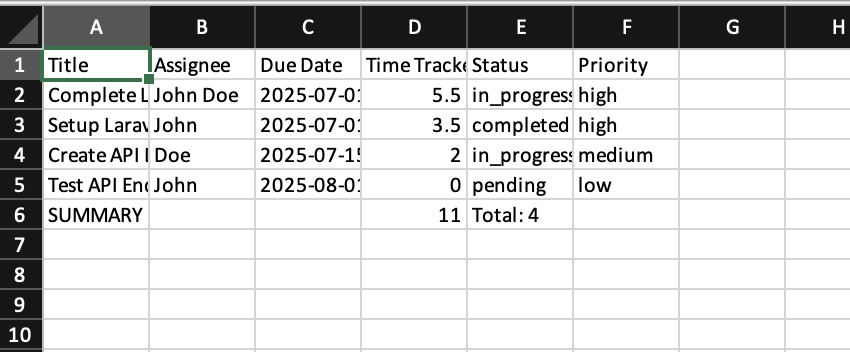 A B C D E F G H
1 Title Assignee Due Date Time Tracke Status Priority
2 Complete L John Doe 2025-07-01 5.5 in_progress high
3 Setup Larav John 2025-07-01 3.5 completed high
4 Create API Doe 2025-07-15 2 in_progress medium
5 Test API End John 2025-08-01 0 pending low
6 SUMMARY 11 Total: 4
7
8
9
10